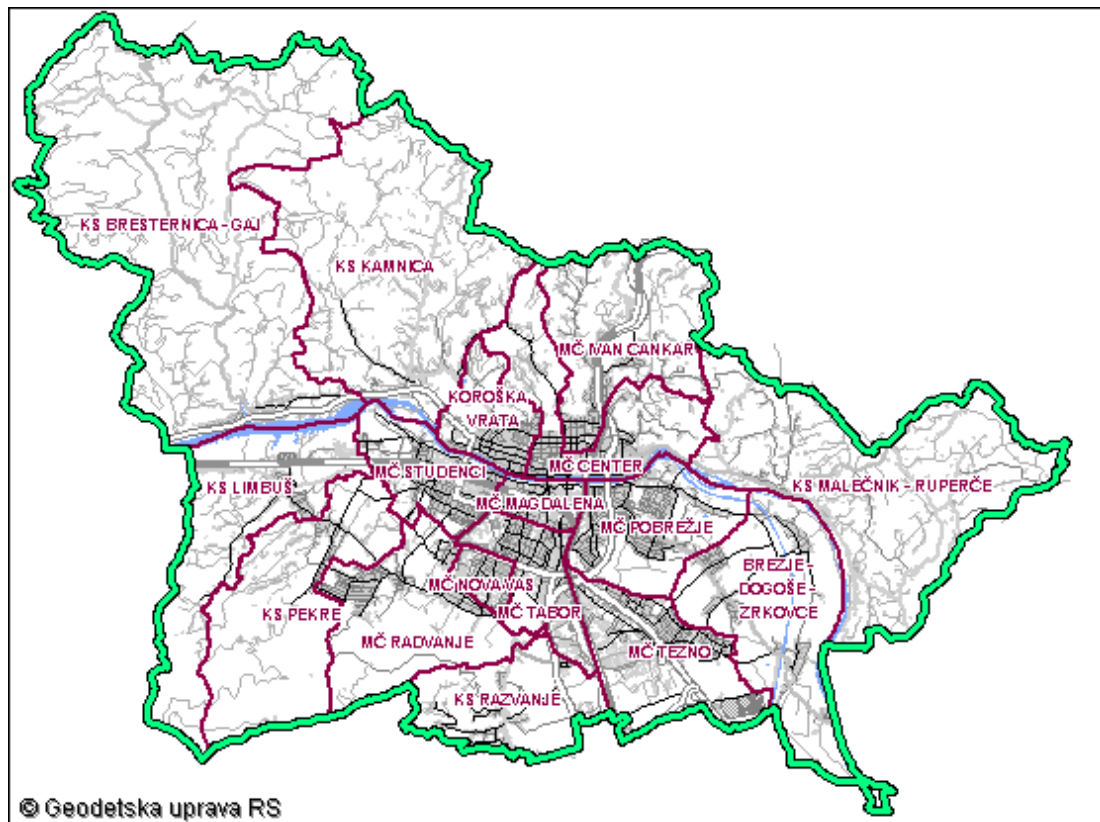 KS BRESTERNICA - GAJ
KS KAMNICA
MČ IVAN CANKAR
KOROŠKA
VRATA
MČ CENTER
MČ STUDENCI
KS LIMBUŠ
KS MALEČNIK - RUPERČE
MČ MAGDALENA
MČ POBREŽJE
BREZJE -
DOGOŠE -
ZRKOVCE
MČ NOVA VAS
KS PEKRE
MČ TABOR
MČ RADVANJE
MČ TEZNO
KS RAZVANJE
© Geodetska uprava RS